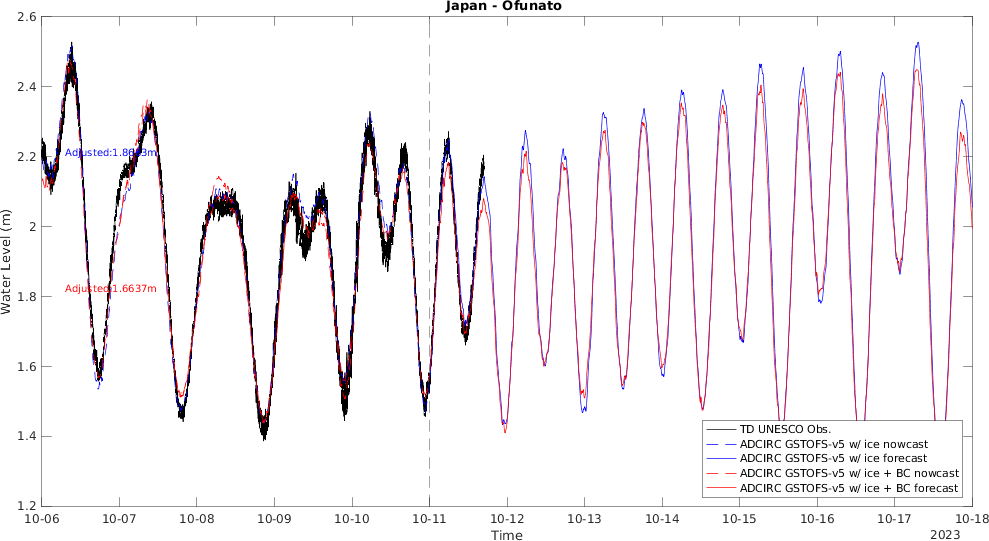 Japan - Ofunato
2.6
2.4
2.2
2
1.8
1.6
1.4
1.2
Water Level (m)
Adjusted:1.6637m
TD UNESCO Obs.
ADCIRC GSTOFS-v5 w/ ice nowcast
ADCIRC GSTOFS-v5 w/ ice forecast
ADCIRC GSTOFS-v5 w/ ice + BC nowcast
ADCIRC GSTOFS-v5 w/ ice + BC forecast
10-06 10-07 10-08 10-09 10-10 10-11 10-12 10-13 10-14 10-15 10-16 10-17 10-18
Time
2023